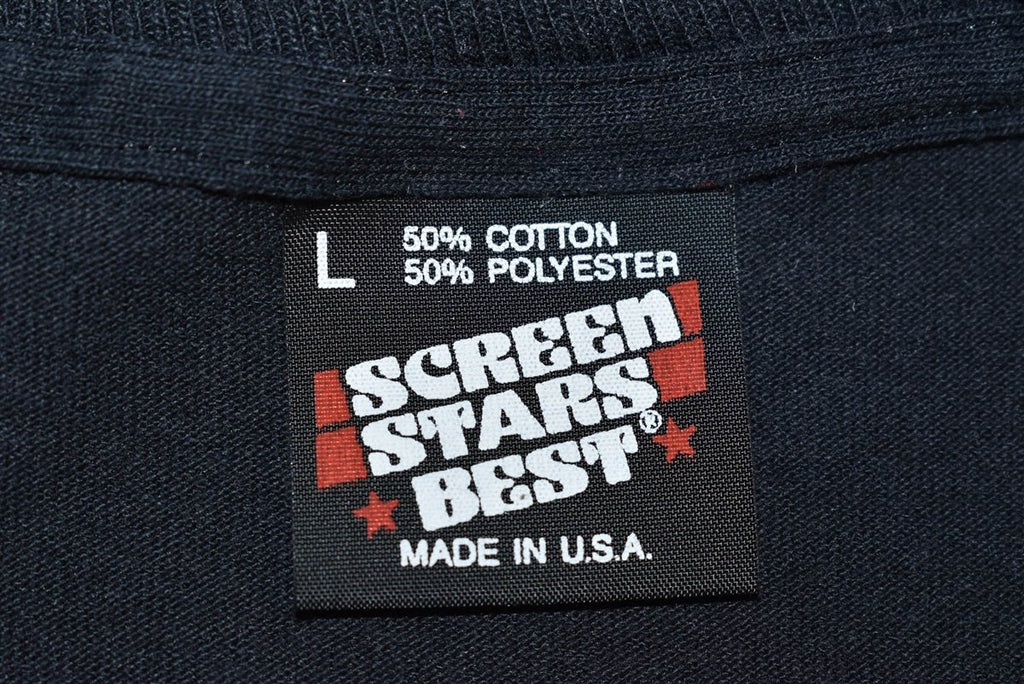 L
50% COTTON
50% POLYESTER
SCREEN
STARS
BEST®
MADE IN U.S.A.